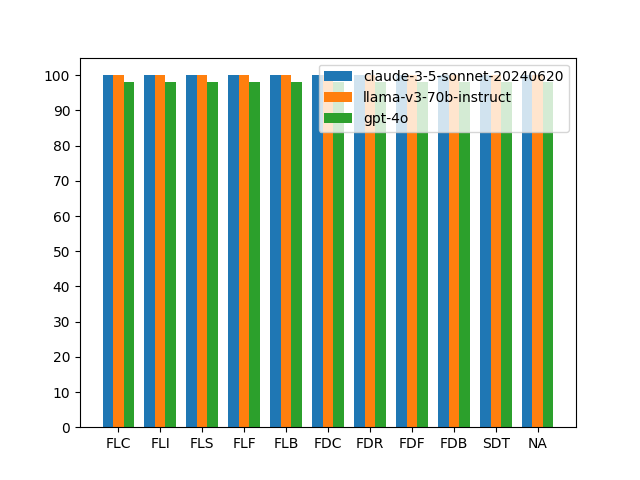 100
90
80
70
60
50
40
30
20
10
0
claude-3-5-sonnet-20240620
llama-v3-70b-instruct
gpt-4o
FLC FLI FLS FLF FLB FDC FDR FDF FDB SDT NA